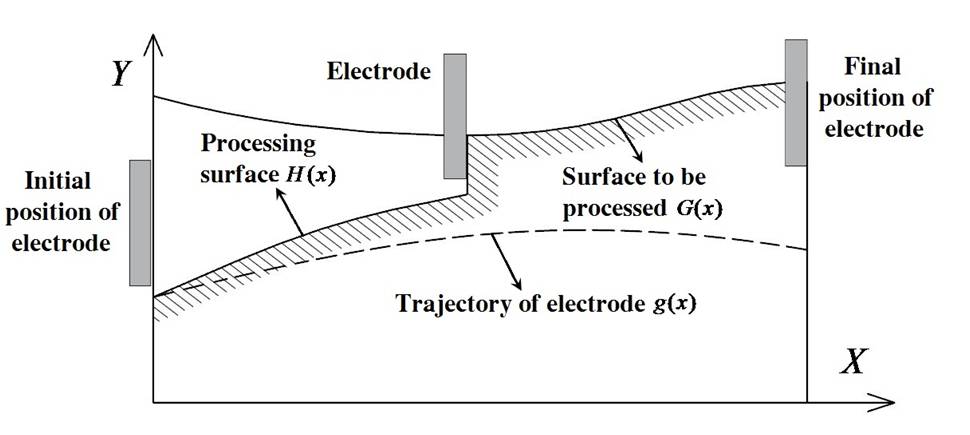 Y
Electrode
Final
position of
electrode
Processing
surface H(x)
Initial
position of
electrode
Surface to be
processed G(x)
Trajectory of electrode g(x)
X